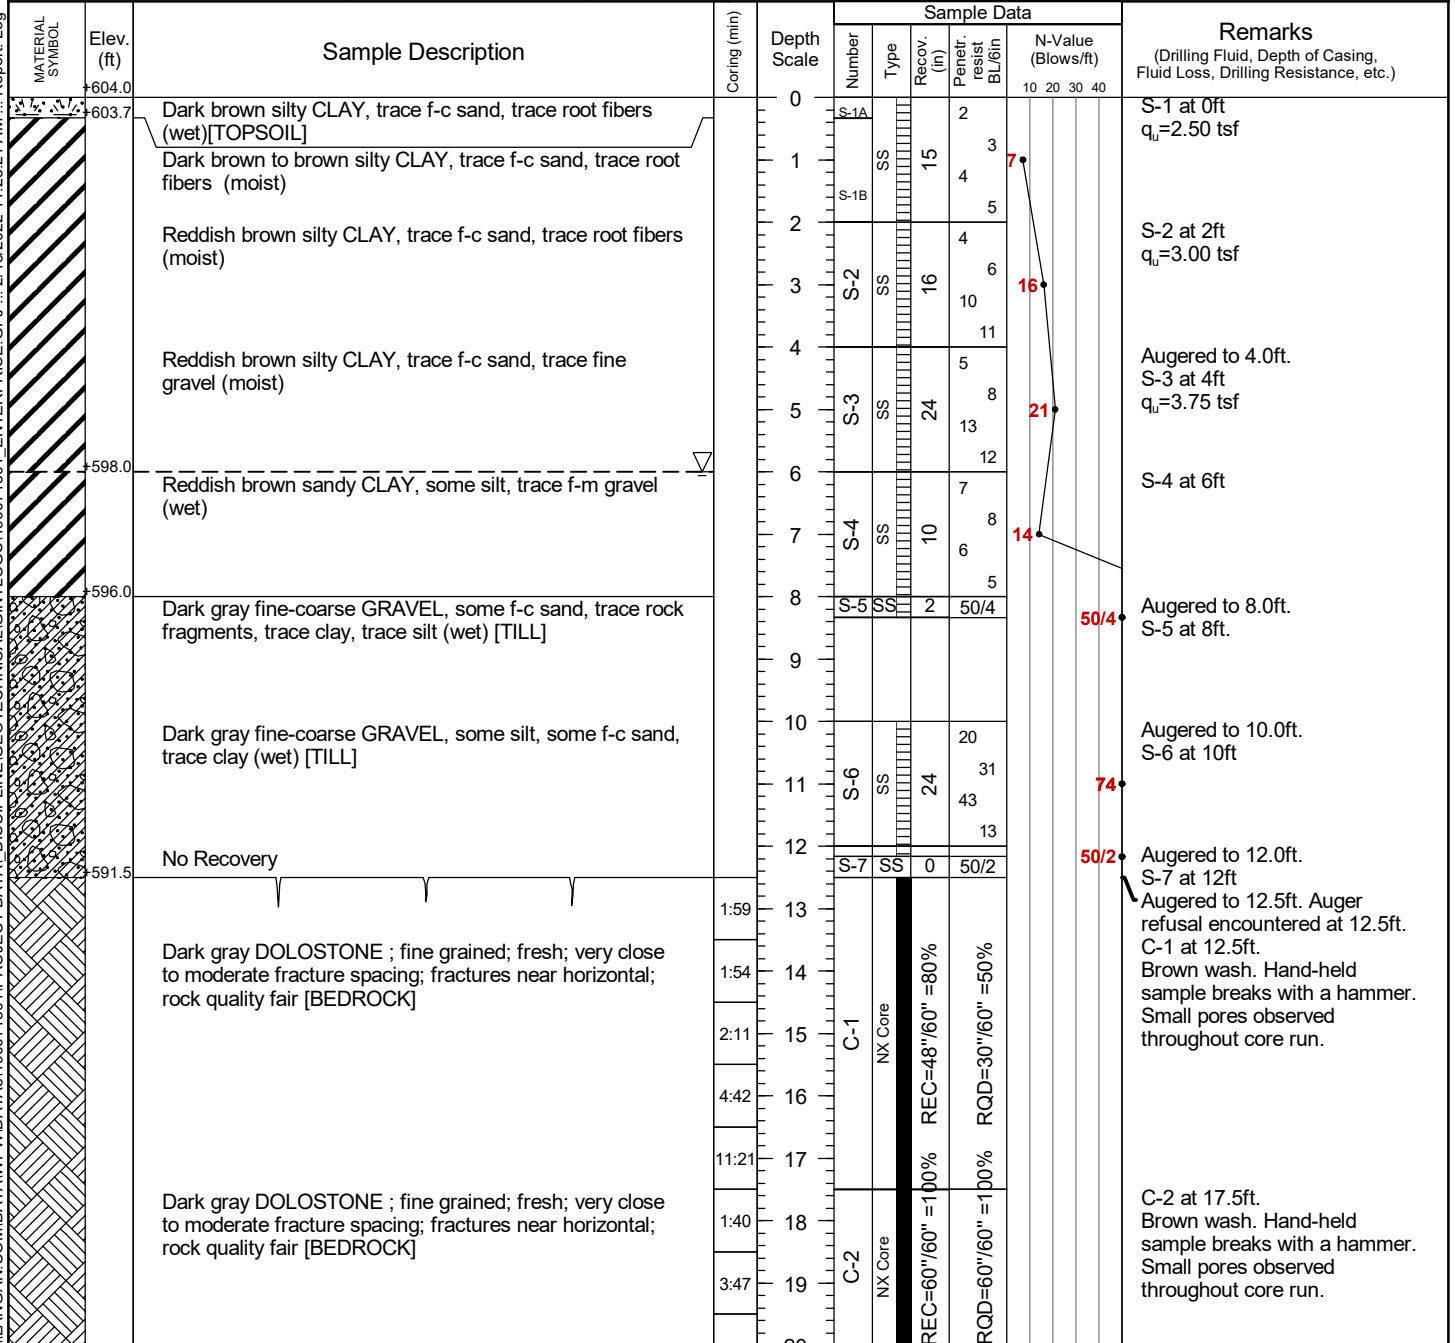 MATERIAL SYMBOL
Elev. (ft)
Sample Description
Coring (min)
Depth Scale
Sample Data
Number
Type
Recov. (in)
Penetr. resist BL/6in
N-Value (Blows/ft)
10 20 30 40
Remarks
(Drilling Fluid, Depth of Casing,
Fluid Loss, Drilling Resistance, etc.)
+604.0
0
Dark brown silty CLAY, trace f-c sand, trace root fibers
(wet)[TOPSOIL]
+603.7
S-1A
2
S-1 at 0ft
qu=2.50 tsf
Dark brown to brown silty CLAY, trace f-c sand, trace root
fibers (moist)
1
S-1B
SS
15
3
4
5
7
2
Reddish brown silty CLAY, trace f-c sand, trace root fibers
(moist)
3
S-2
SS
16
4
6
10
11
16
S-2 at 2ft
qu=3.00 tsf
4
Reddish brown silty CLAY, trace f-c sand, trace fine
gravel (moist)
5
S-3
SS
24
5
8
13
12
21
Augered to 4.0ft.
S-3 at 4ft
qu=3.75 tsf
+598.0
6
Reddish brown sandy CLAY, some silt, trace f-m gravel
(wet)
7
S-4
SS
10
7
8
6
5
14
S-4 at 6ft
+596.0
8
Dark gray fine-coarse GRAVEL, some f-c sand, trace rock
fragments, trace clay, trace silt (wet) [TILL]
S-5 SS 2 50/4
50/4
Augered to 8.0ft.
S-5 at 8ft.
9
10
Dark gray fine-coarse GRAVEL, some silt, some f-c sand,
trace clay (wet) [TILL]
11
S-6
SS
24
20
31
43
13
74
Augered to 10.0ft.
S-6 at 10ft
12
No Recovery
S-7 SS 0 50/2
50/2
Augered to 12.0ft.
S-7 at 12ft
+591.5
Augered to 12.5ft. Auger
refusal encountered at 12.5ft.
C-1 at 12.5ft.
Brown wash. Hand-held
sample breaks with a hammer.
Small pores observed
throughout core run.
1:59
13
Dark gray DOLOSTONE ; fine grained; fresh; very close
to moderate fracture spacing; fractures near horizontal;
rock quality fair [BEDROCK]
1:54
14
2:11
15
4:42
16
11:21
17
C-1
NX Core
REC=48"/60" =80%
RQD=30"/60" =50%
Dark gray DOLOSTONE ; fine grained; fresh; very close
to moderate fracture spacing; fractures near horizontal;
rock quality fair [BEDROCK]
1:40
18
3:47
19
C-2
NX Core
REC=60"/60" =100%
RQD=60"/60" =100%
C-2 at 17.5ft.
Brown wash. Hand-held
sample breaks with a hammer.
Small pores observed
throughout core run.